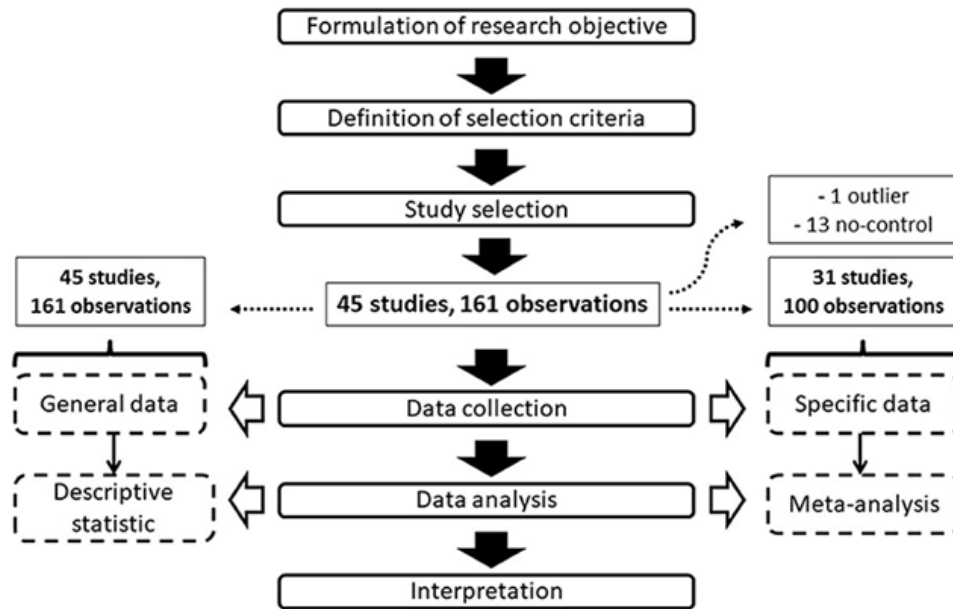 Formulation of research objective
Definition of selection criteria
Study selection
- 1 outlier
- 13 no-control
45 studies,
161 observations
45 studies, 161 observations
31 studies,
100 observations
General data
Data collection
Specific data
Descriptive
statistic
Data analysis
Meta-analysis
Interpretation